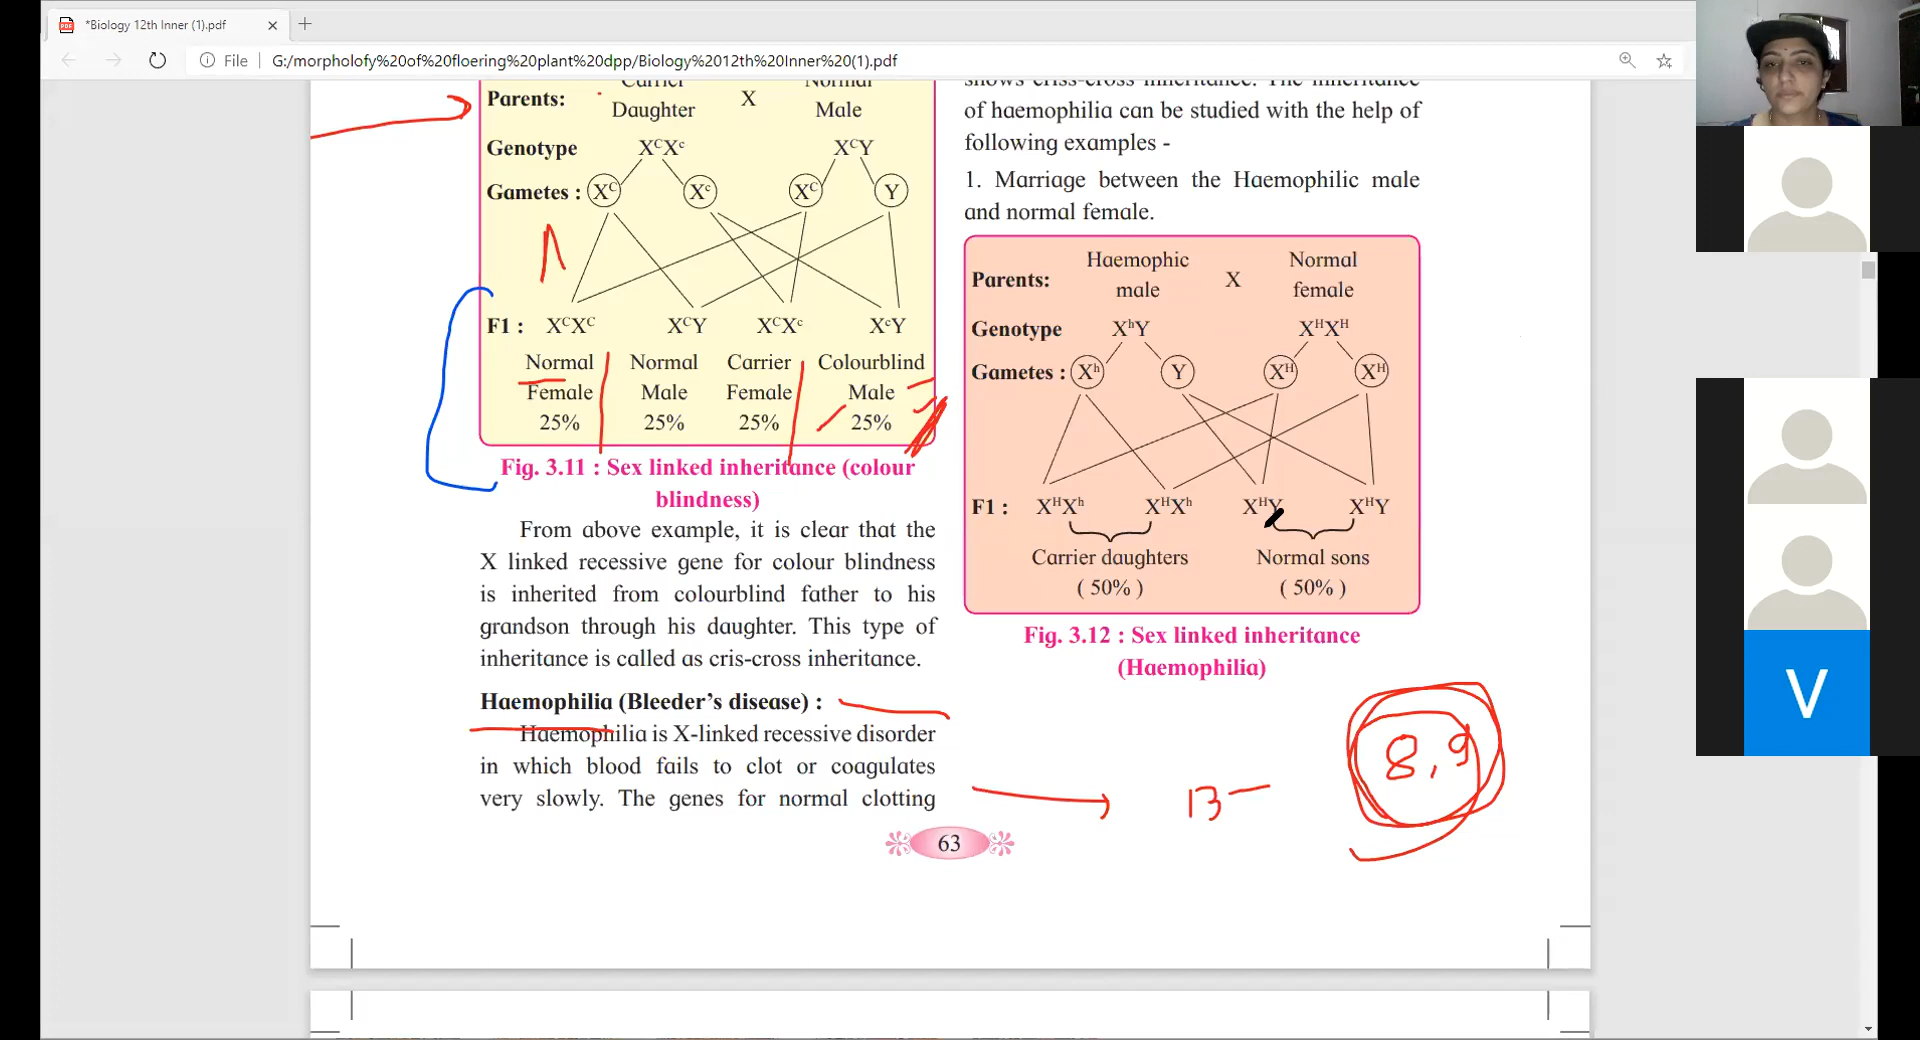 *Biology 12th Inner (1).pdf
File
G:/morpholofy%20of%20floering%20plant%20dpp/Biology%2012th%20Inner%20(1).pdf
Carrier Normal
Parents: Daughter X Male
Genotype XᶜXᶜ XᶜY
Gametes : Xᶜ Xᶜ Xᶜ Y
F1 : XᶜXᶜ XᶜY XᶜXᶜ XᶜY
Normal Normal Carrier Colourblind
Female Male Female Male
25% 25% 25% 25%
Fig. 3.11 : Sex linked inheritance (colour
blindness)
From above example, it is clear that the
X linked recessive gene for colour blindness
is inherited from colourblind father to his
grandson through his daughter. This type of
inheritance is called as cris-cross inheritance.
Haemophilia (Bleeder's disease) :
Haemophilia is X-linked recessive disorder
in which blood fails to clot or coagulates
very slowly. The genes for normal clotting
shows criss-cross inheritance. The inheritance
of haemophilia can be studied with the help of
following examples -
1. Marriage between the Haemophilic male
and normal female.
Haemophic Normal
Parents: male X female
Genotype XʰY XᴴXᴴ
Gametes : Xʰ Y Xᴴ Xᴴ
F1 : XᴴXʰ XᴴXʰ XᴴY XᴴY
Carrier daughters Normal sons
( 50% ) ( 50% )
Fig. 3.12 : Sex linked inheritance
(Haemophilia)
8, 9
13
63
V